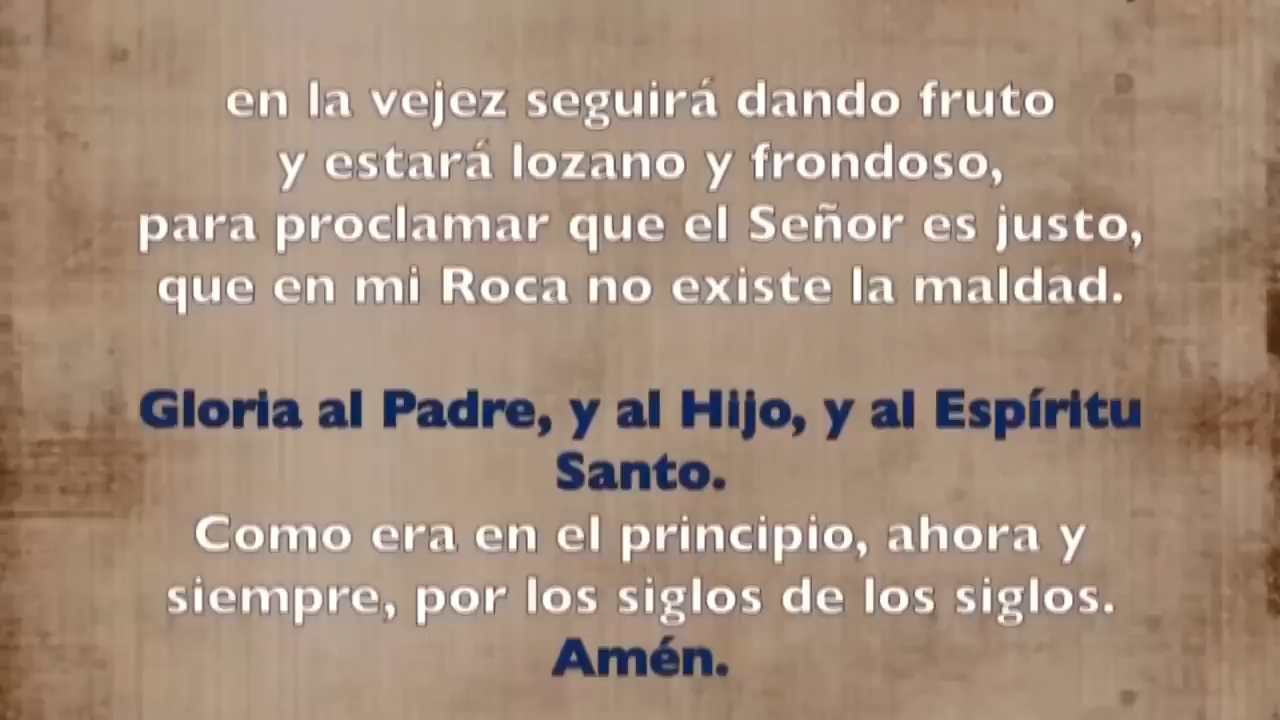 en la vejez seguirá dando fruto
y estará lozano y frondoso,
para proclamar que el Señor es justo,
que en mi Roca no existe la maldad.
Gloria al Padre, y al Hijo, y al Espíritu
Santo.
Como era en el principio, ahora y
siempre, por los siglos de los siglos.
Amén.